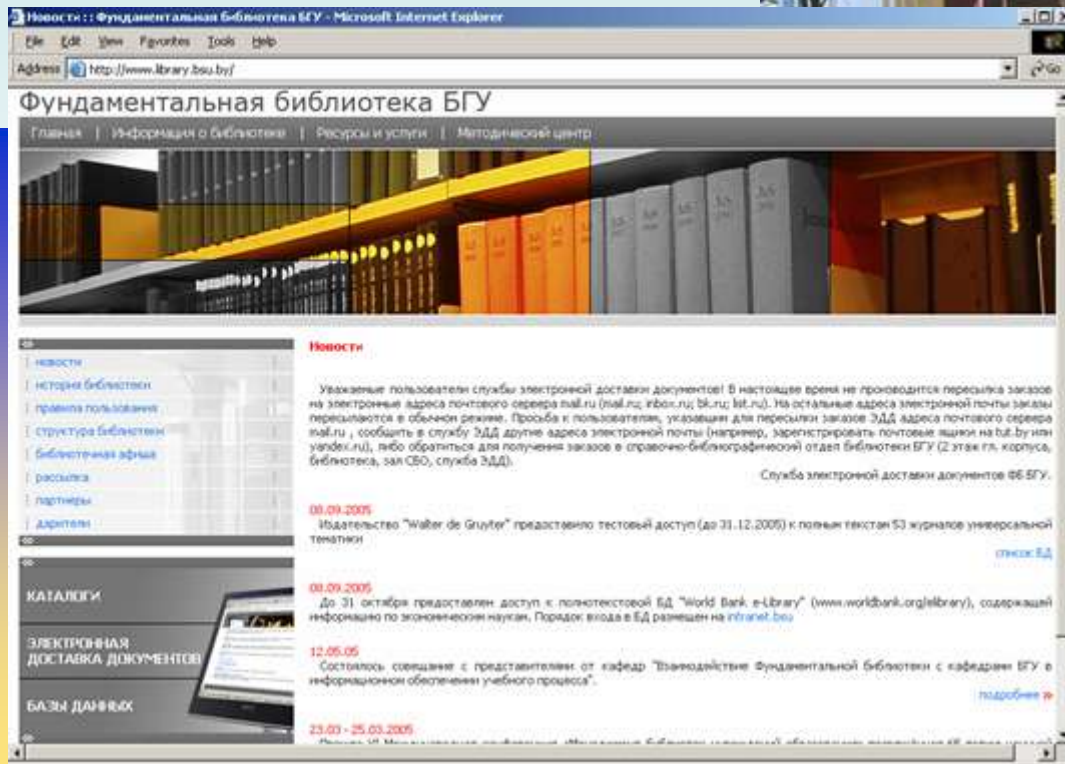 Новости :: Фундаментальная библиотека БГУ - Microsoft Internet Explorer
File Edit View Favorites Tools Help
Address http://www.library.bsu.by/ Go
Фундаментальная библиотека БГУ
Главная | Информация о библиотеке | Ресурсы и услуги | Методический центр
новости
история библиотеки
правила пользования
структура библиотеки
библиотечная афиша
рассылка
партнеры
дарители
КАТАЛОГИ
ЭЛЕКТРОННАЯ
ДОСТАВКА ДОКУМЕНТОВ
БАЗЫ ДАННЫХ
Новости
Уважаемые пользователи службы электронной доставки документов! В настоящее время не производится пересылка заказов
на электронные адреса почтового сервера mail.ru (mail.ru; inbox.ru; bk.ru; list.ru). На остальные адреса электронной почты заказы
пересылаются в обычном режиме. Просьба к пользователям, указавшим для пересылки заказов ЭДД адреса почтового сервера
mail.ru , сообщить в службу ЭДД другие адреса электронной почты (например, зарегистрировать почтовые ящики на tut.by или
yandex.ru), либо обратиться для получения заказов в справочно-библиографический отдел библиотеки БГУ (2 этаж гл. корпуса,
библиотека, зал СБО, служба ЭДД).
Служба электронной доставки документов ФБ БГУ.
08.09.2005
Издательство "Walter de Gruyter" предоставило тестовый доступ (до 31.12.2005) к полным текстам 53 журналов универсальной
тематики
список БД
08.09.2005
До 31 октября предоставлен доступ к полнотекстовой БД "World Bank e-Library" (www.worldbank.org/elibrary), содержащей
информацию по экономическим наукам. Порядок входа в БД размещен на intranet.bsu
12.05.05
Состоялось совещание с представителями от кафедр "Взаимодействие Фундаментальной библиотеки с кафедрами БГУ в
информационном обеспечении учебного процесса".
подробнее »
23.03 - 25.03.2005